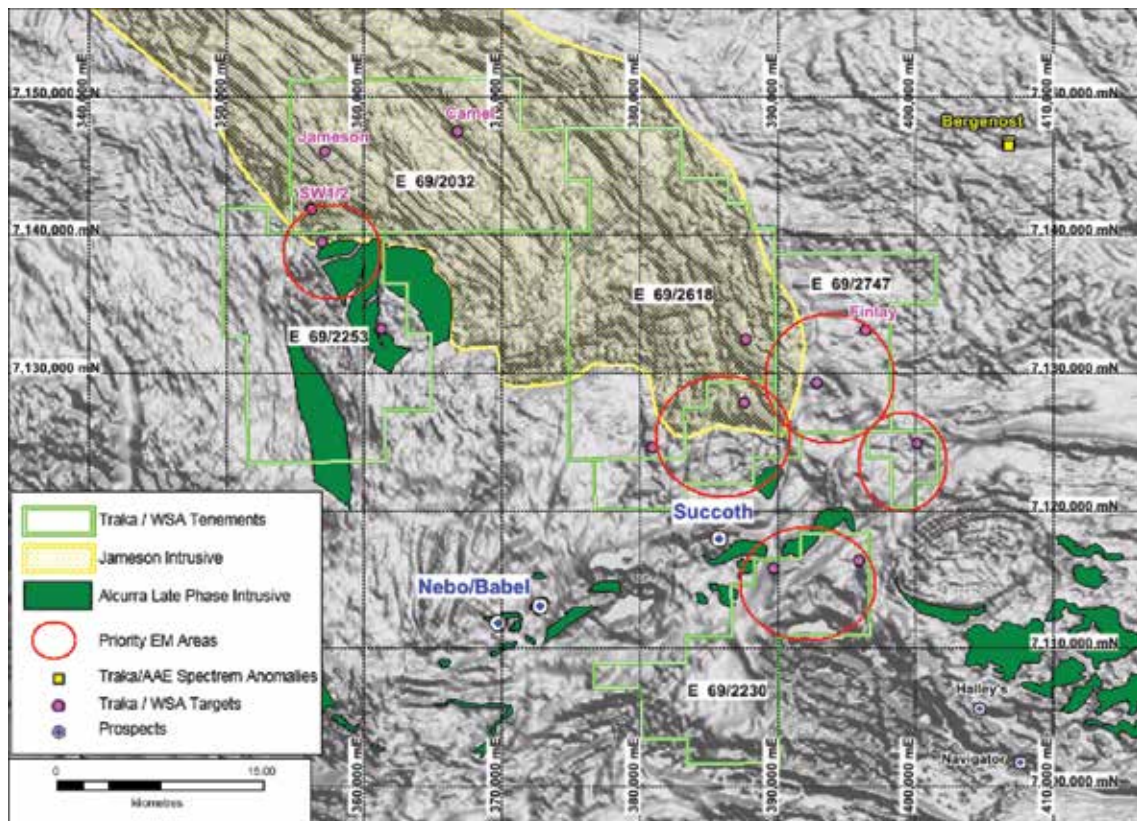 340,000 mE
350,000 mE
360,000 mE
370,000 mE
380,000 mE
390,000 mE
400,000 mE
410,000 mE
7,150,000 mN
7,150,000 mN
Bergenost
Camel
Jameson
E 69/2032
SW1/2
7,140,000 mN
7,140,000 mN
E 69/2618
E 69/2747
Finlay
E 69/2253
7,130,000 mN
7,130,000 mN
7,120,000 mN
Succoth
Nebo/Babel
7,110,000 mN
E 69/2230
Halley's
Navigator
7,090,000 mN
360,000 mE
370,000 mE
380,000 mE
390,000 mE
400,000 mE
410,000 mE
Traka / WSA Tenements
Jameson Intrusive
Alcurra Late Phase Intrusive
Priority EM Areas
Traka/AAE Spectrem Anomalies
Traka / WSA Targets
Prospects
0 15.00
kilometres